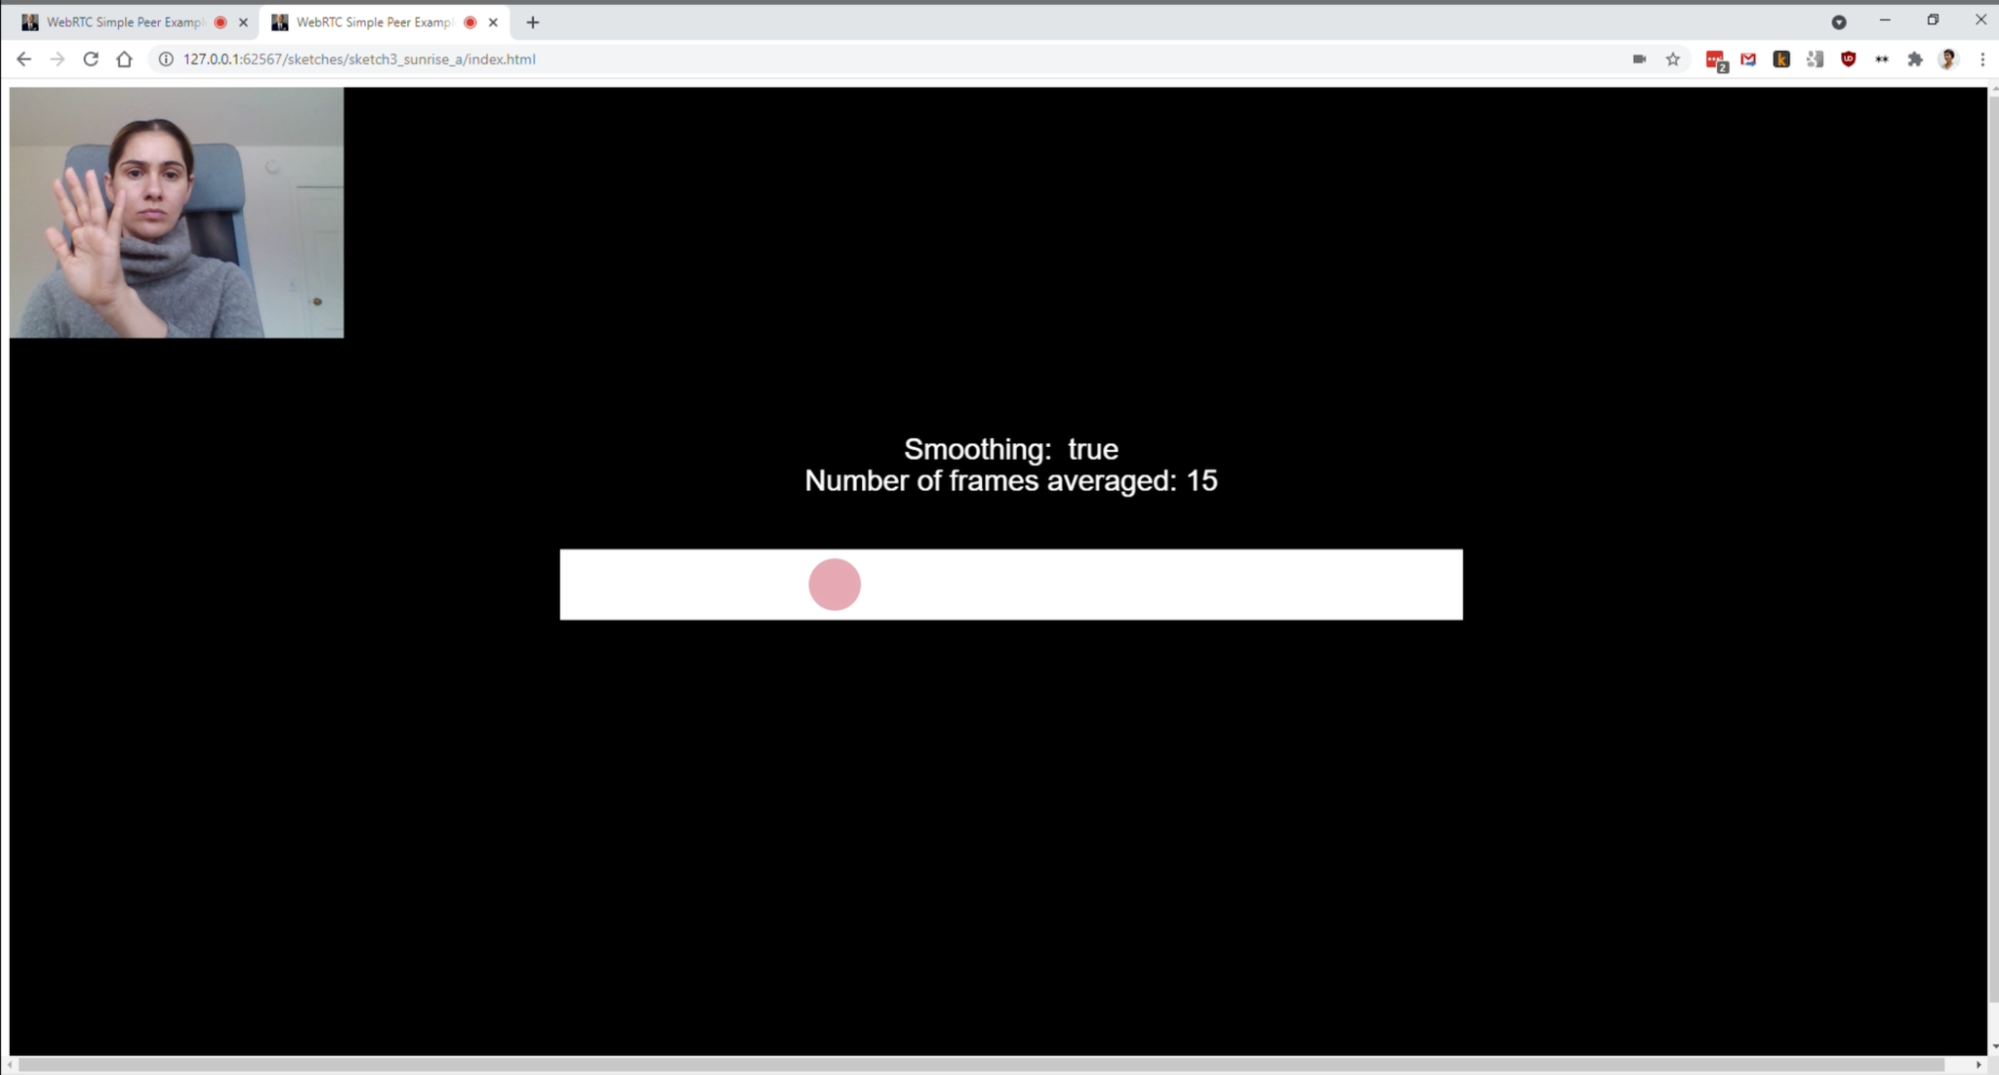 WebRTC Simple Peer Exampl
WebRTC Simple Peer Exampl
127.0.0.1:62567/sketches/sketch3_sunrise_a/index.html
2
k
Smoothing:  true
Number of frames averaged: 15